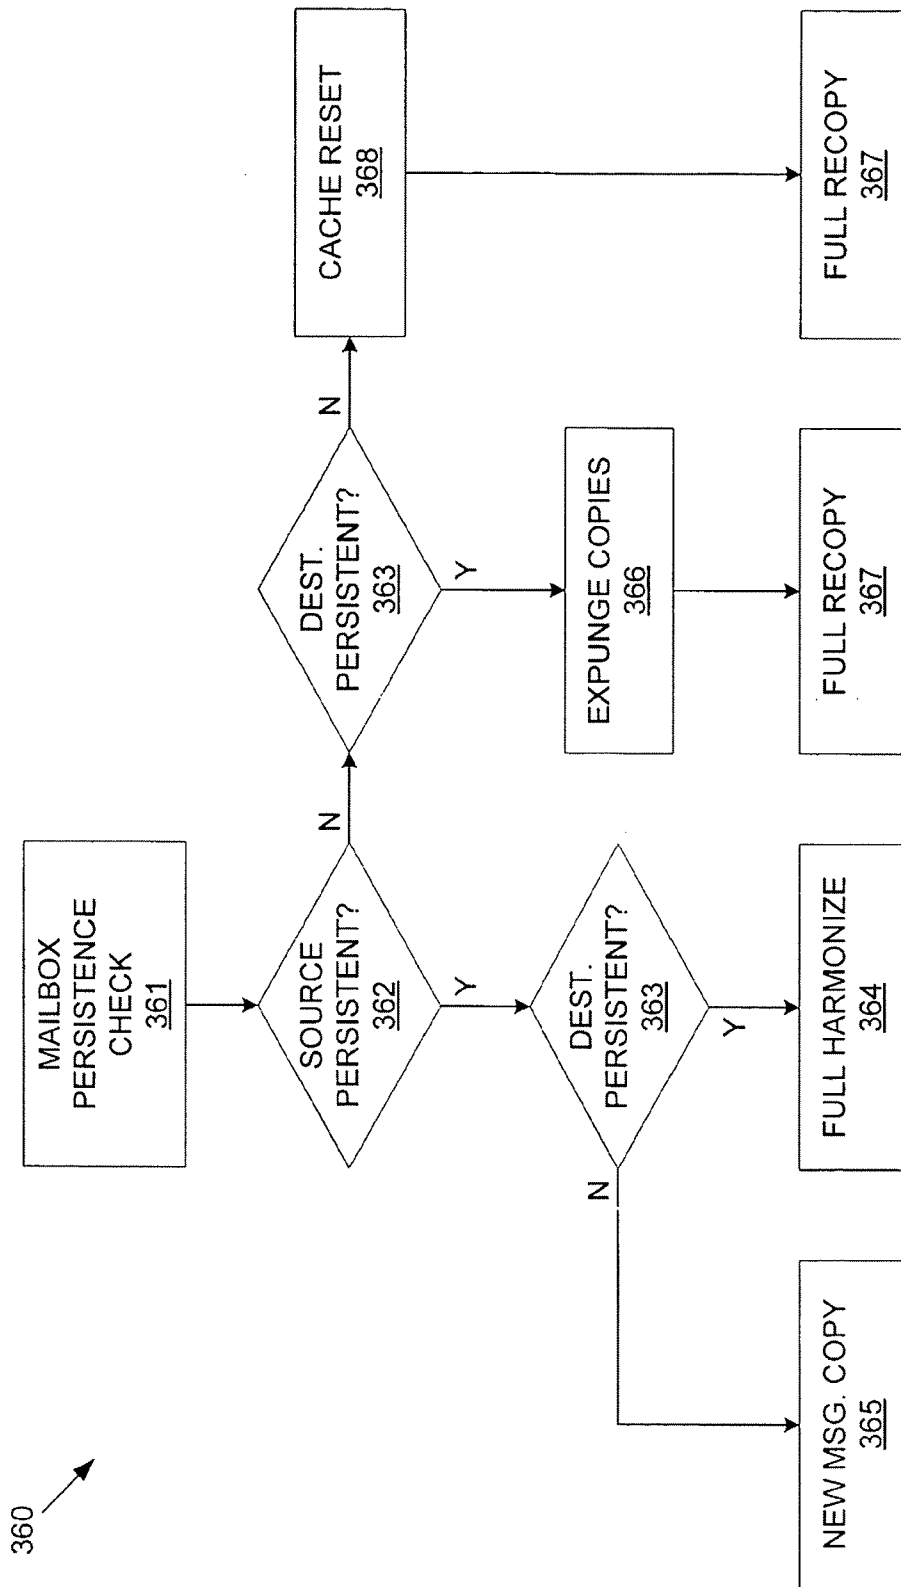 360
MAILBOX
PERSISTENCE
CHECK
361
SOURCE
PERSISTENT?
362
N
Y
DEST.
PERSISTENT?
363
N
Y
CACHE RESET
368
DEST.
PERSISTENT?
363
N
Y
EXPUNGE COPIES
366
NEW MSG. COPY
365
FULL HARMONIZE
364
FULL RECOPY
367
FULL RECOPY
367